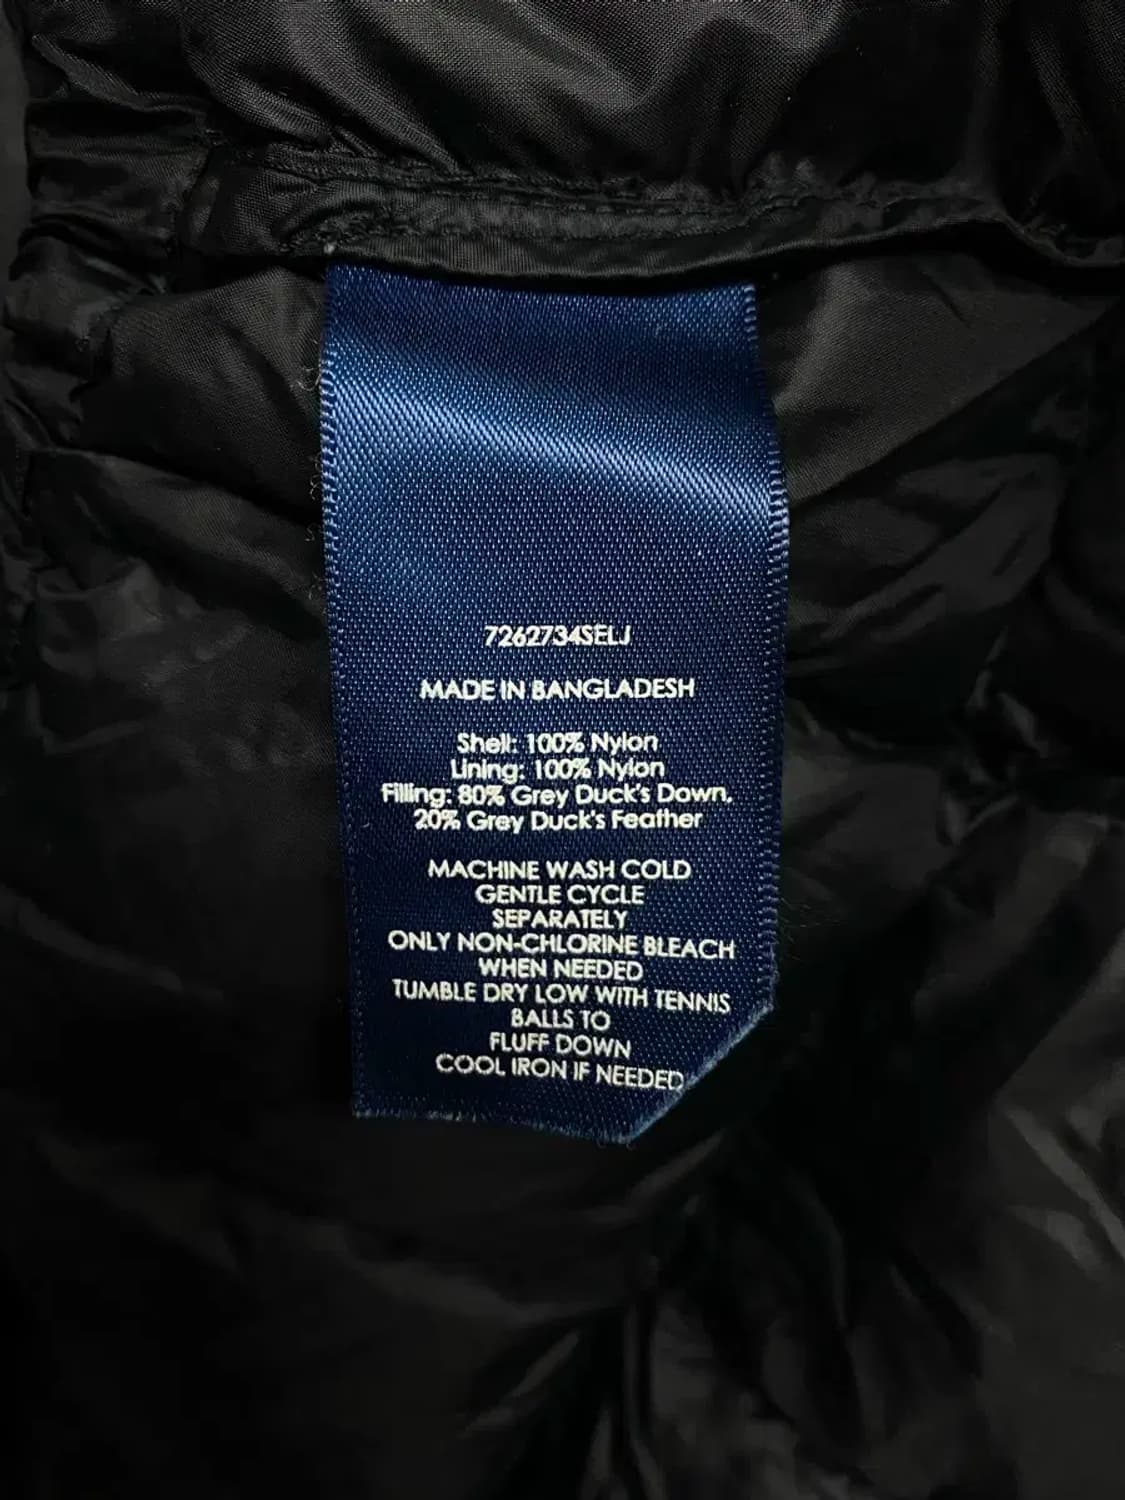 7262734SELJ
MADE IN BANGLADESH
Shell: 100% Nylon
Lining: 100% Nylon
Filling: 80% Grey Duck's Down,
20% Grey Duck's Feather
MACHINE WASH COLD
GENTLE CYCLE
SEPARATELY
ONLY NON-CHLORINE BLEACH
WHEN NEEDED
TUMBLE DRY LOW WITH TENNIS
BALLS TO
FLUFF DOWN
COOL IRON IF NEEDED